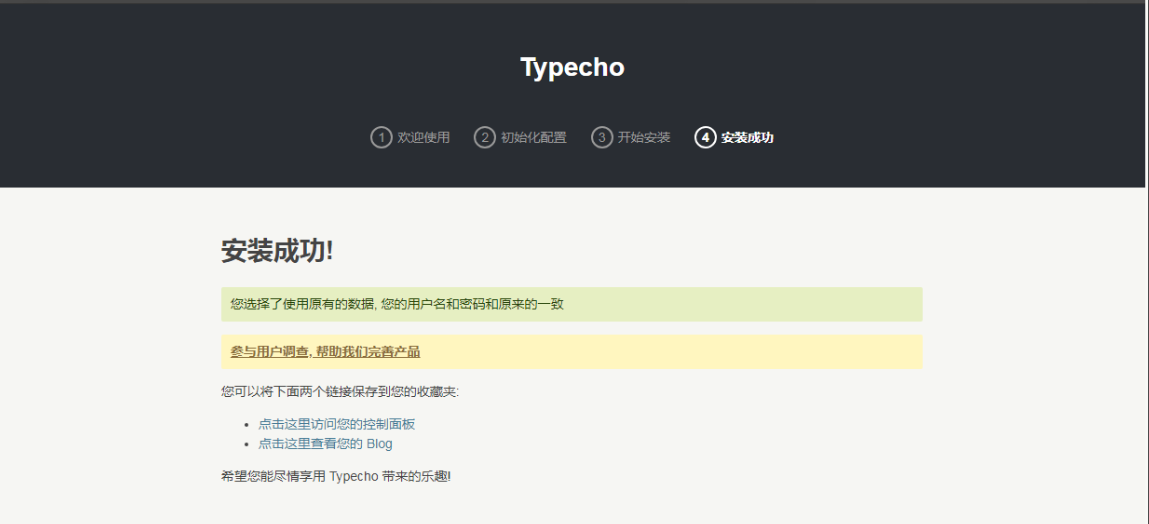 Typecho
1 欢迎使用 2 初始化配置 3 开始安装 4 安装成功
安装成功!
您选择了使用原有的数据, 您的用户名和密码和原来的一致
参与用户调查, 帮助我们完善产品
您可以将下面两个链接保存到您的收藏夹:
• 点击这里访问您的控制面板
• 点击这里查看您的 Blog
希望您能尽情享用 Typecho 带来的乐趣!